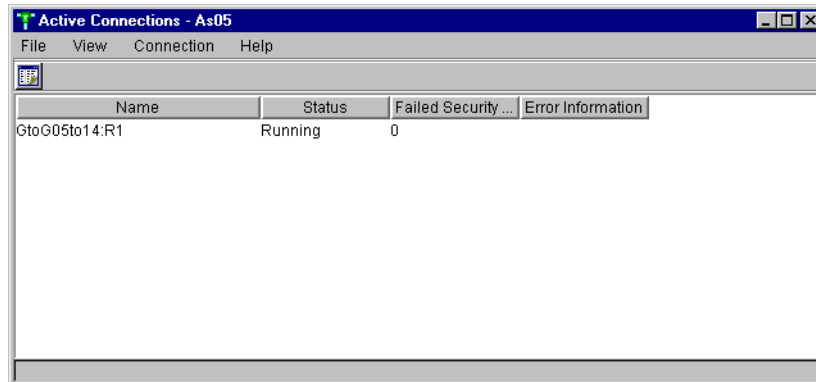 Active Connections - As05
File View Connection Help
Name Status Failed Security ... Error Information
GtoG05to14:R1 Running 0